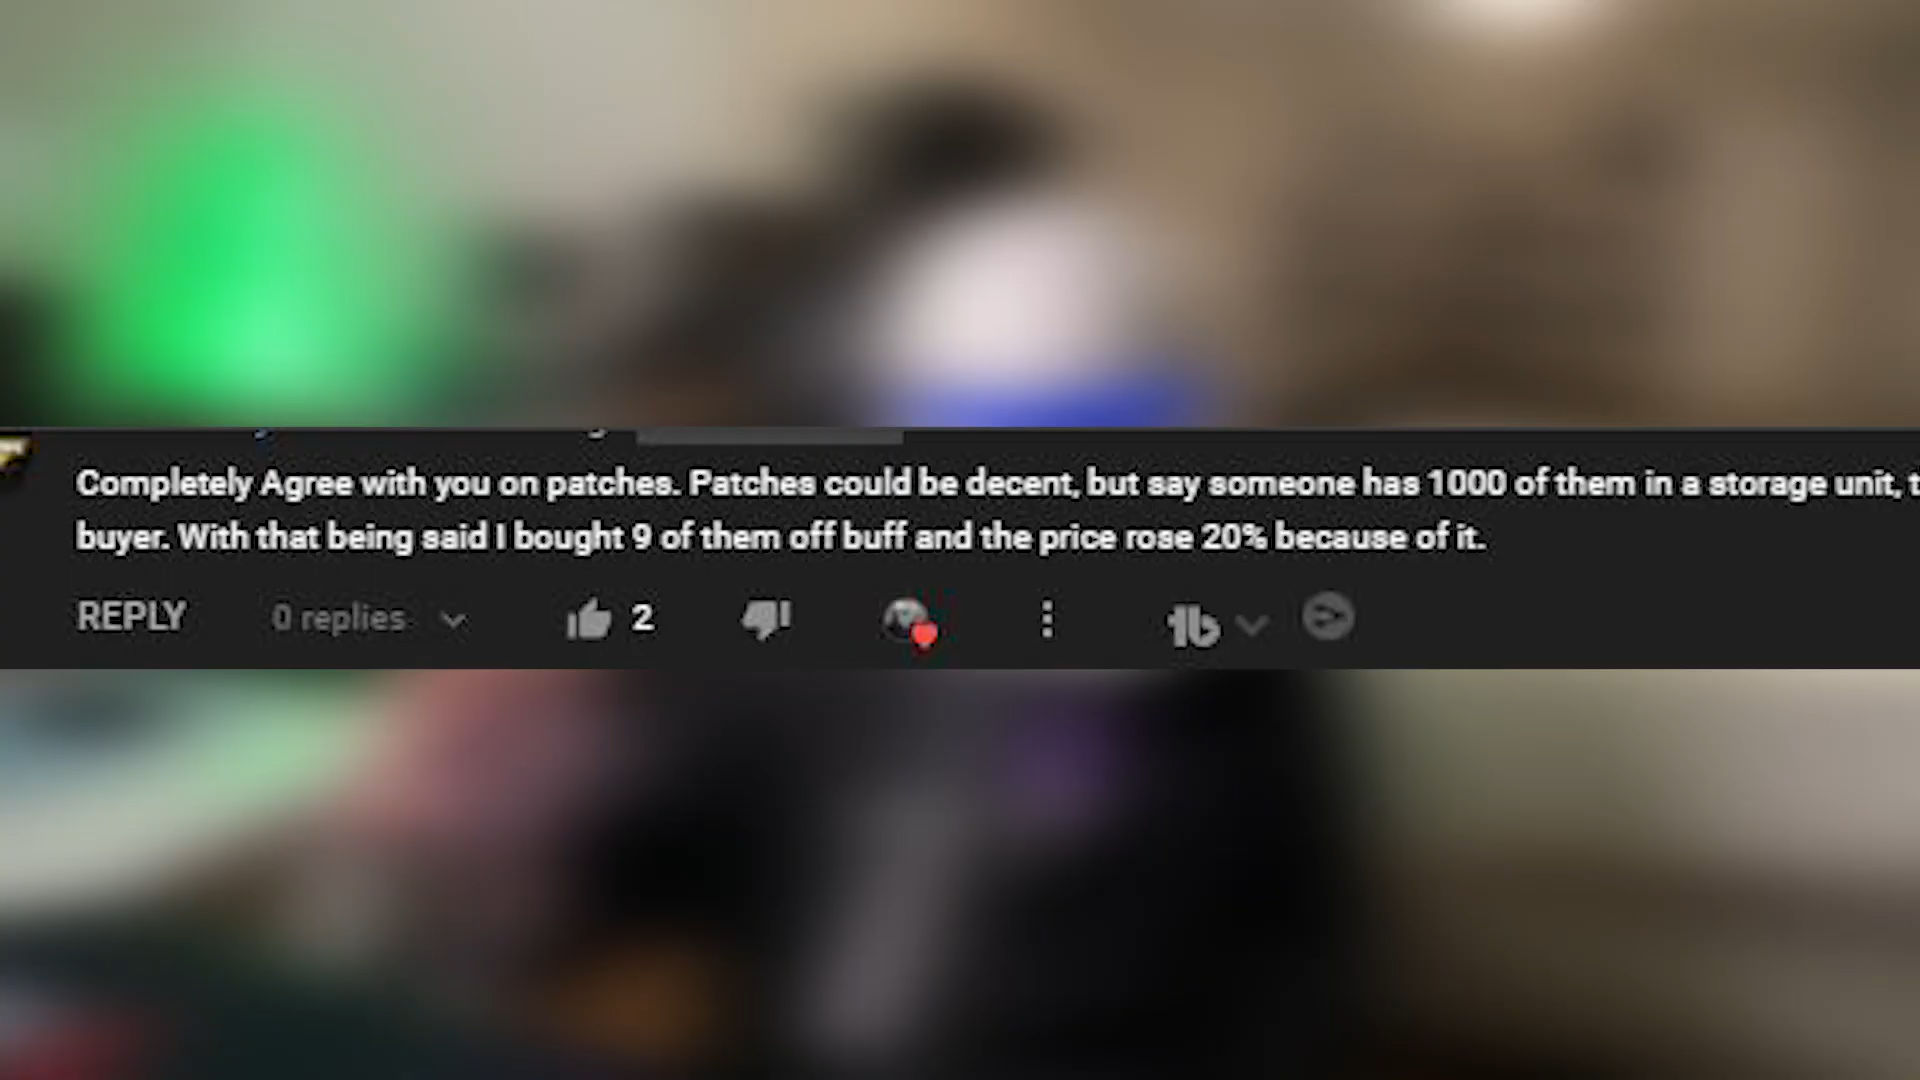 Completely Agree with you on patches. Patches could be decent, but say someone has 1000 of them in a storage unit, t
buyer. With that being said I bought 9 of them off buff and the price rose 20% because of it.
REPLY 0 replies 2